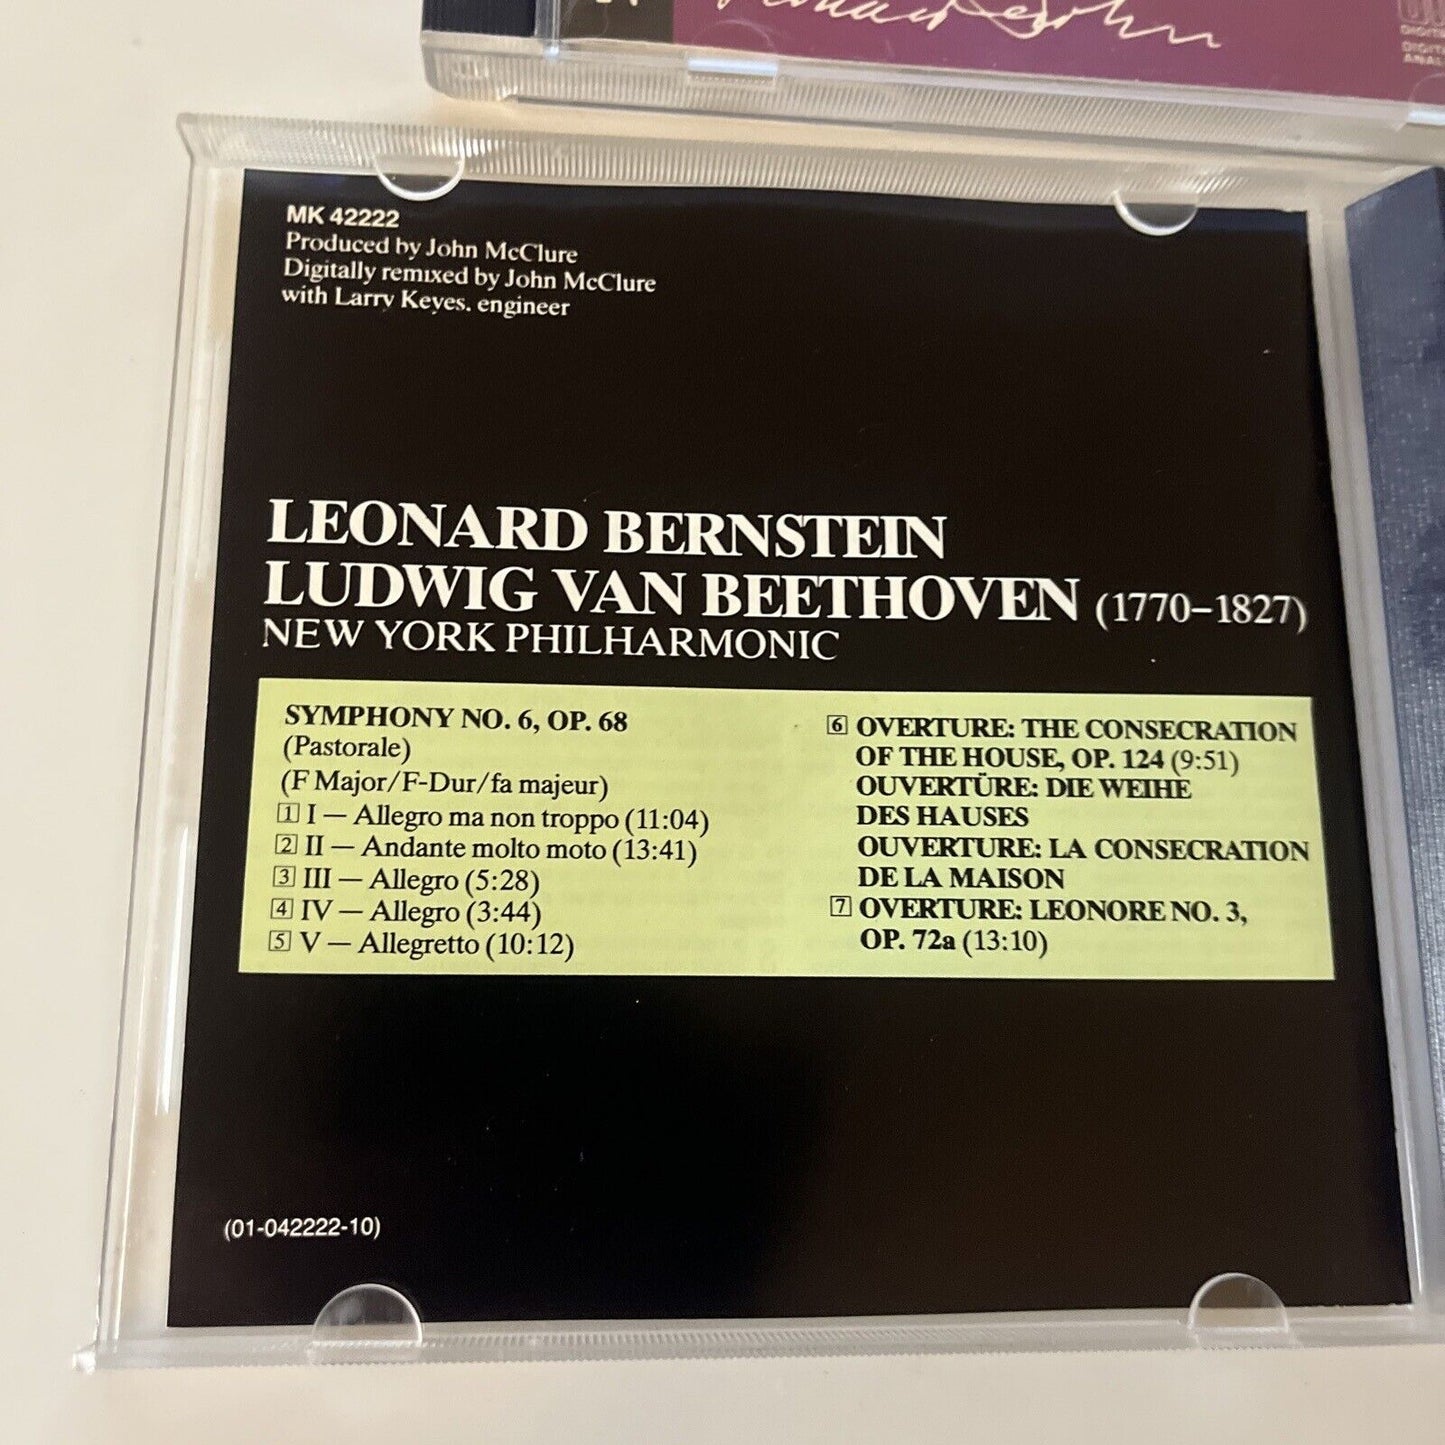 MK 42222
Produced by John McClure
Digitally remixed by John McClure
with Larry Keyes, engineer
LEONARD BERNSTEIN
LUDWIG VAN BEETHOVEN (1770–1827)
NEW YORK PHILHARMONIC
SYMPHONY NO. 6, OP. 68
(Pastorale)
(F Major/F-Dur/fa majeur)
1 I — Allegro ma non troppo (11:04)
2 II — Andante molto moto (13:41)
3 III — Allegro (5:28)
4 IV — Allegro (3:44)
5 V — Allegretto (10:12)
6 OVERTURE: THE CONSECRATION
OF THE HOUSE, OP. 124 (9:51)
OUVERTÜRE: DIE WEIHE
DES HAUSES
OUVERTURE: LA CONSECRATION
DE LA MAISON
7 OVERTURE: LEONORE NO. 3,
OP. 72a (13:10)
(01-042222-10)